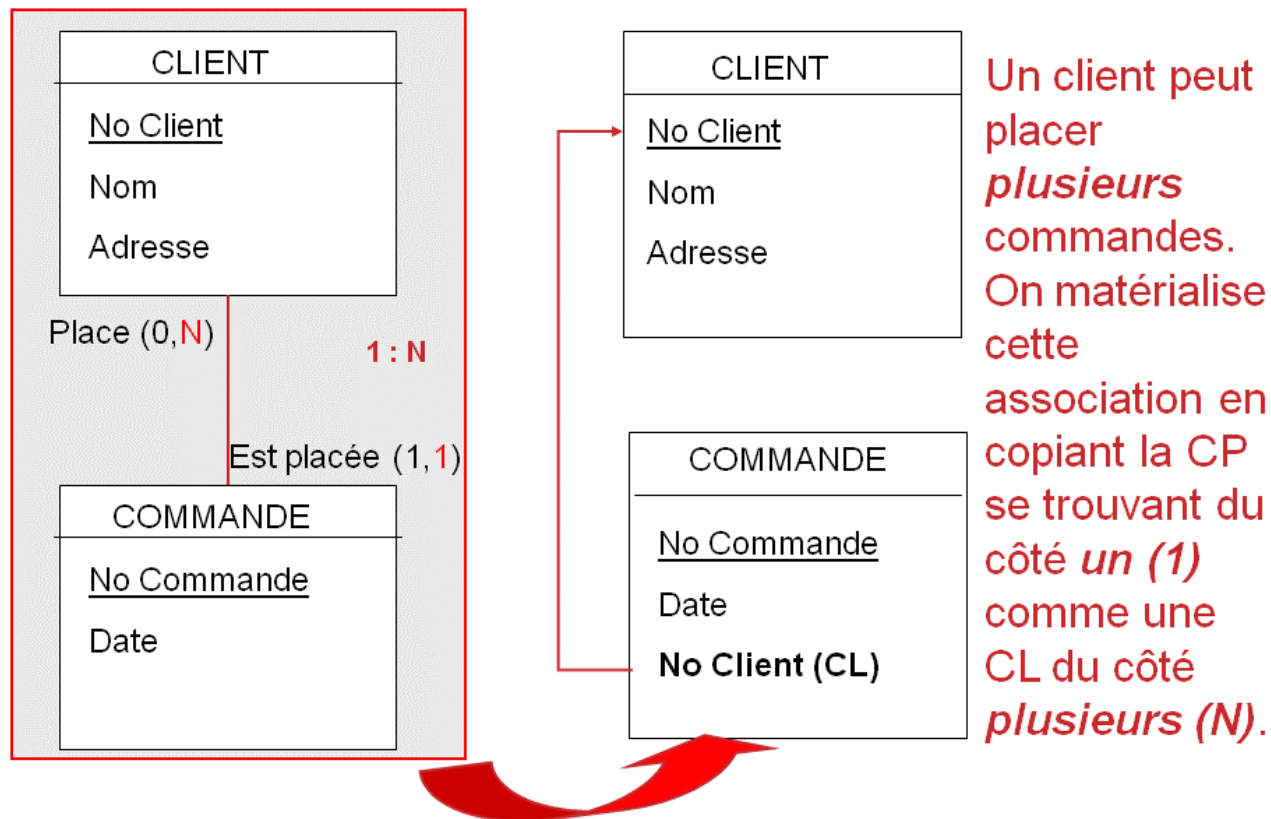 CLIENT
No Client
Nom
Adresse
Place (0,N)
1 : N
Est placée (1,1)
COMMANDE
No Commande
Date
CLIENT
No Client
Nom
Adresse
COMMANDE
No Commande
Date
No Client (CL)
Un client peut
placer
plusieurs
commandes.
On matérialise
cette
association en
copiant la CP
se trouvant du
côté un (1)
comme une
CL du côté
plusieurs (N).